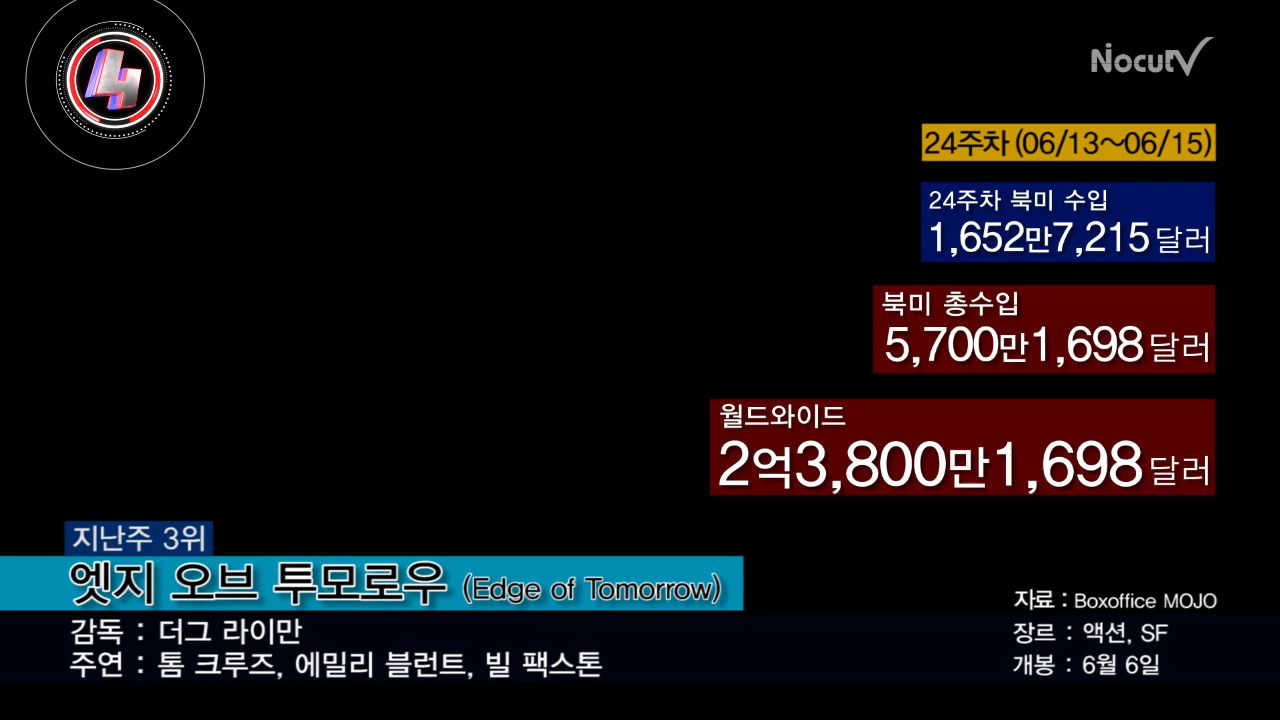 4
NocutV
24주차 (06/13~06/15)
24주차 북미 수입
1,652만7,215 달러
북미 총수입
5,700만1,698 달러
월드와이드
2억3,800만1,698 달러
지난주 3위
엣지 오브 투모로우 (Edge of Tomorrow)
감독 : 더그 라이만
주연 : 톰 크루즈, 에밀리 블런트, 빌 팩스톤
자료 : Boxoffice MOJO
장르 : 액션, SF
개봉 : 6월 6일